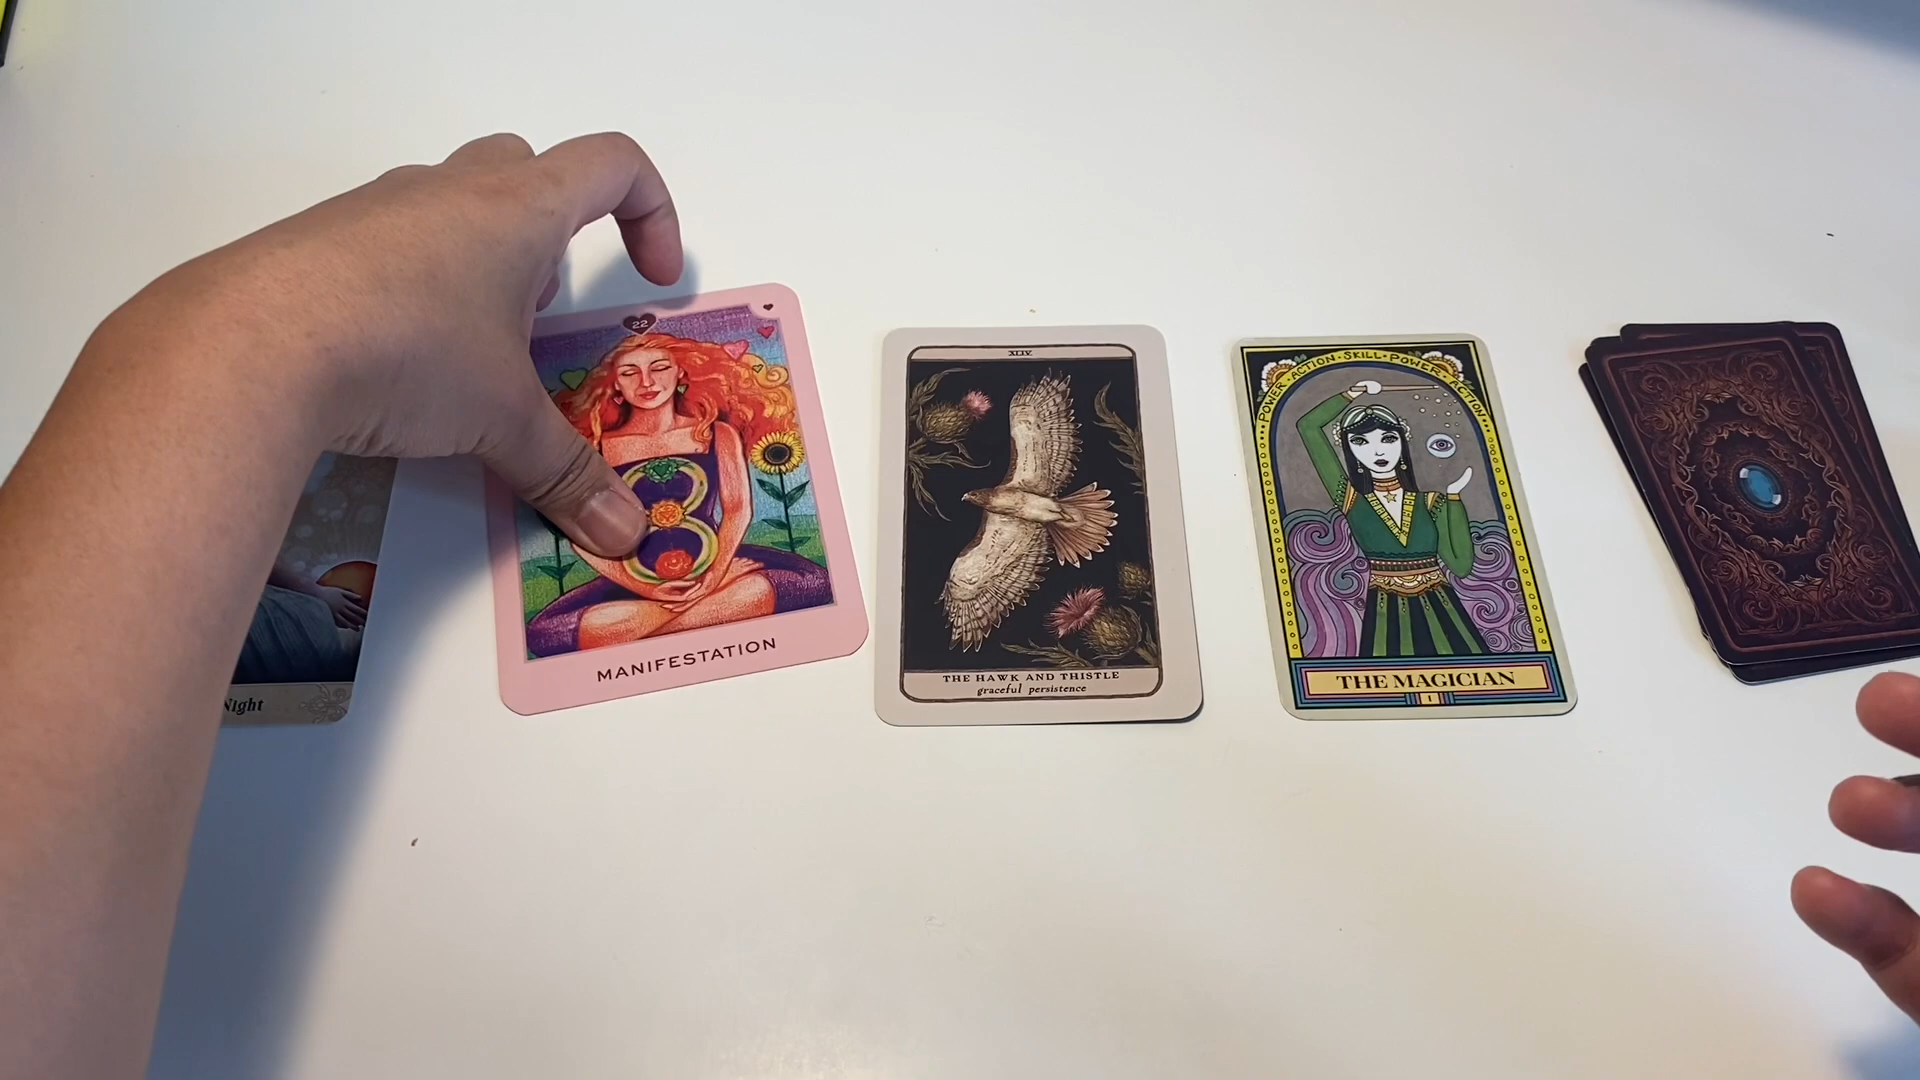 Night
22
MANIFESTATION
XLIV
THE HAWK AND THISTLE
graceful persistence
POWER · ACTION · SKILL · POWER · ACTION
THE MAGICIAN
I